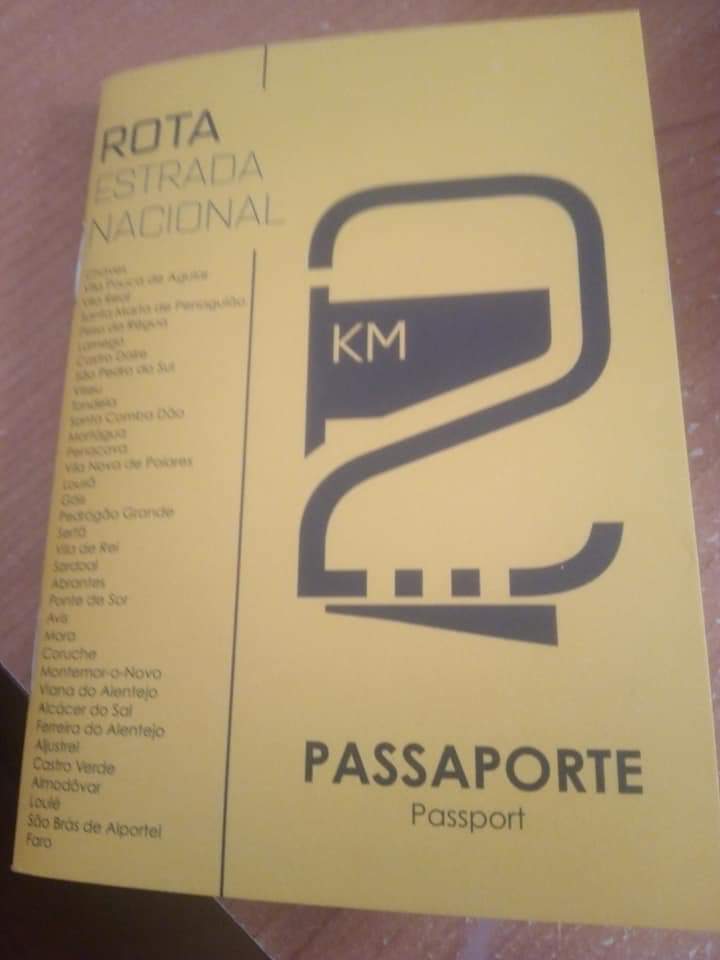 ROTA
ESTRADA
NACIONAL
Chaves
Vila Pouca de Aguiar
Vila Real
Santa Marta de Penaguião
Peso da Régua
Lamego
Castro Daire
São Pedro do Sul
Viseu
Tondela
Santa Comba Dão
Mortágua
Penacova
Vila Nova de Poiares
Lousã
Góis
Pedrógão Grande
Sertã
Vila de Rei
Sardoal
Abrantes
Ponte de Sor
Avis
Mora
Coruche
Montemor-o-Novo
Viana do Alentejo
Alcácer do Sal
Ferreira do Alentejo
Aljustrel
Castro Verde
Almodôvar
Loulé
São Brás de Alportel
Faro
2
KM
PASSAPORTE
Passport